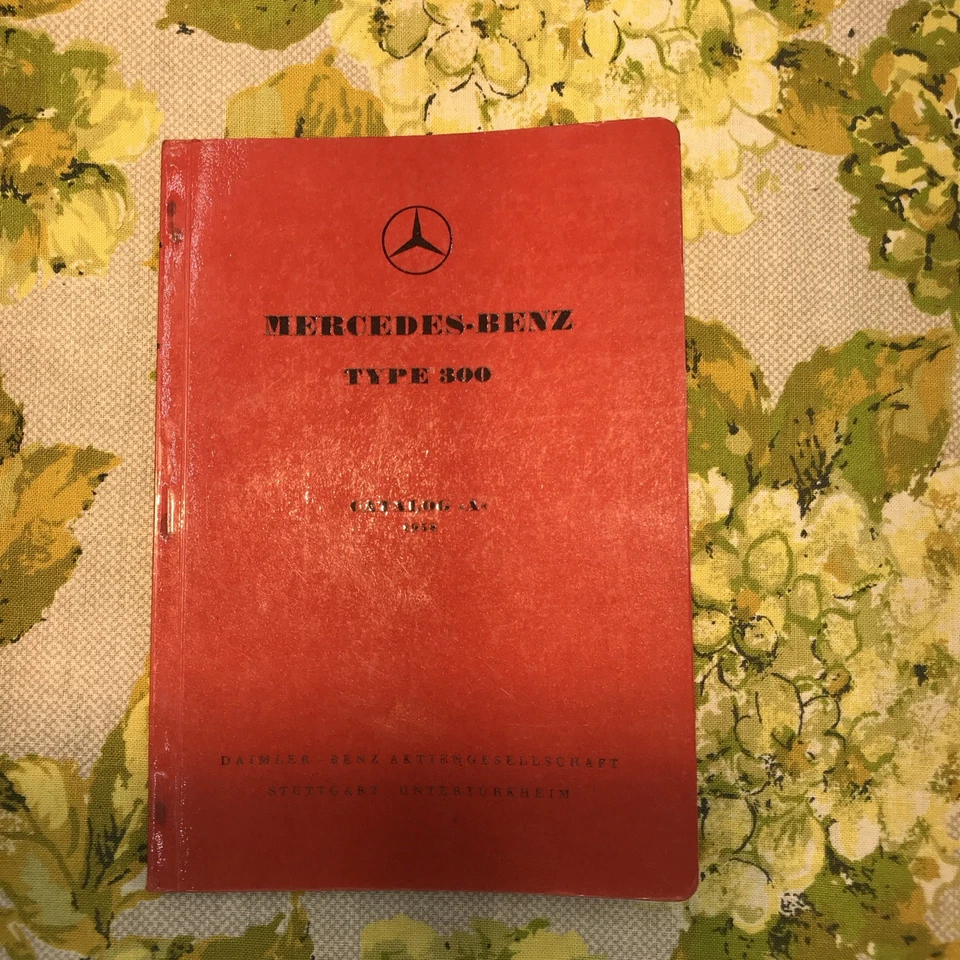 MERCEDES-BENZ
TYPE 300
CATALOG »A«
DAIMLER-BENZ AKTIENGESELLSCHAFT
STUTTGART-UNTERTÜRKHEIM